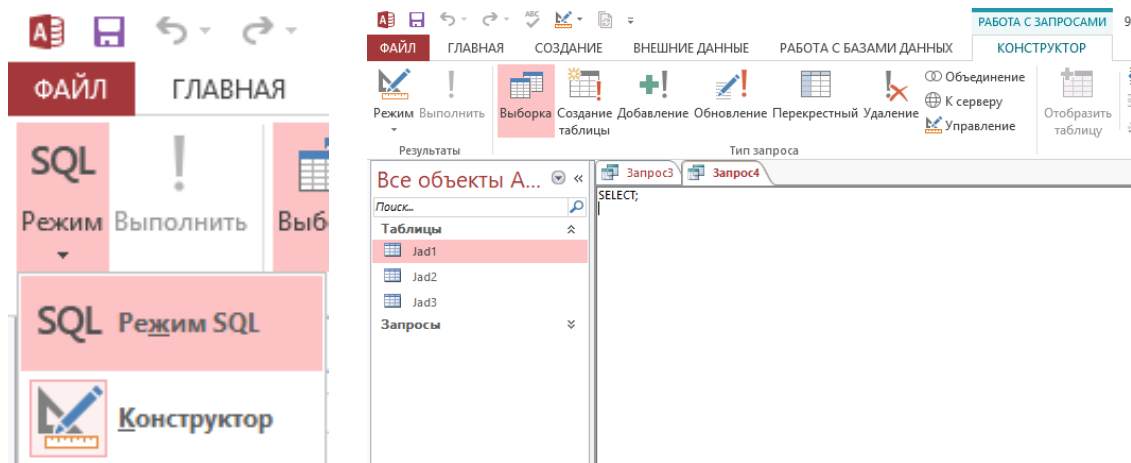 ФАЙЛ ГЛАВНАЯ
SQL
Режим Выполнить Выб
SQL Режим SQL
Конструктор
РАБОТА С ЗАПРОСАМИ 9
ФАЙЛ ГЛАВНАЯ СОЗДАНИЕ ВНЕШНИЕ ДАННЫЕ РАБОТА С БАЗАМИ ДАННЫХ КОНСТРУКТОР
Режим Выполнить Выборка Создание таблицы Добавление Обновление Перекрестный Удаление
Объединение
К серверу
Управление
Отобразить
таблицу
Результаты Тип запроса
Все объекты A...
Поиск...
Таблицы
Jad1
Jad2
Jad3
Запросы
Запрос3 Запрос4
SELECT;